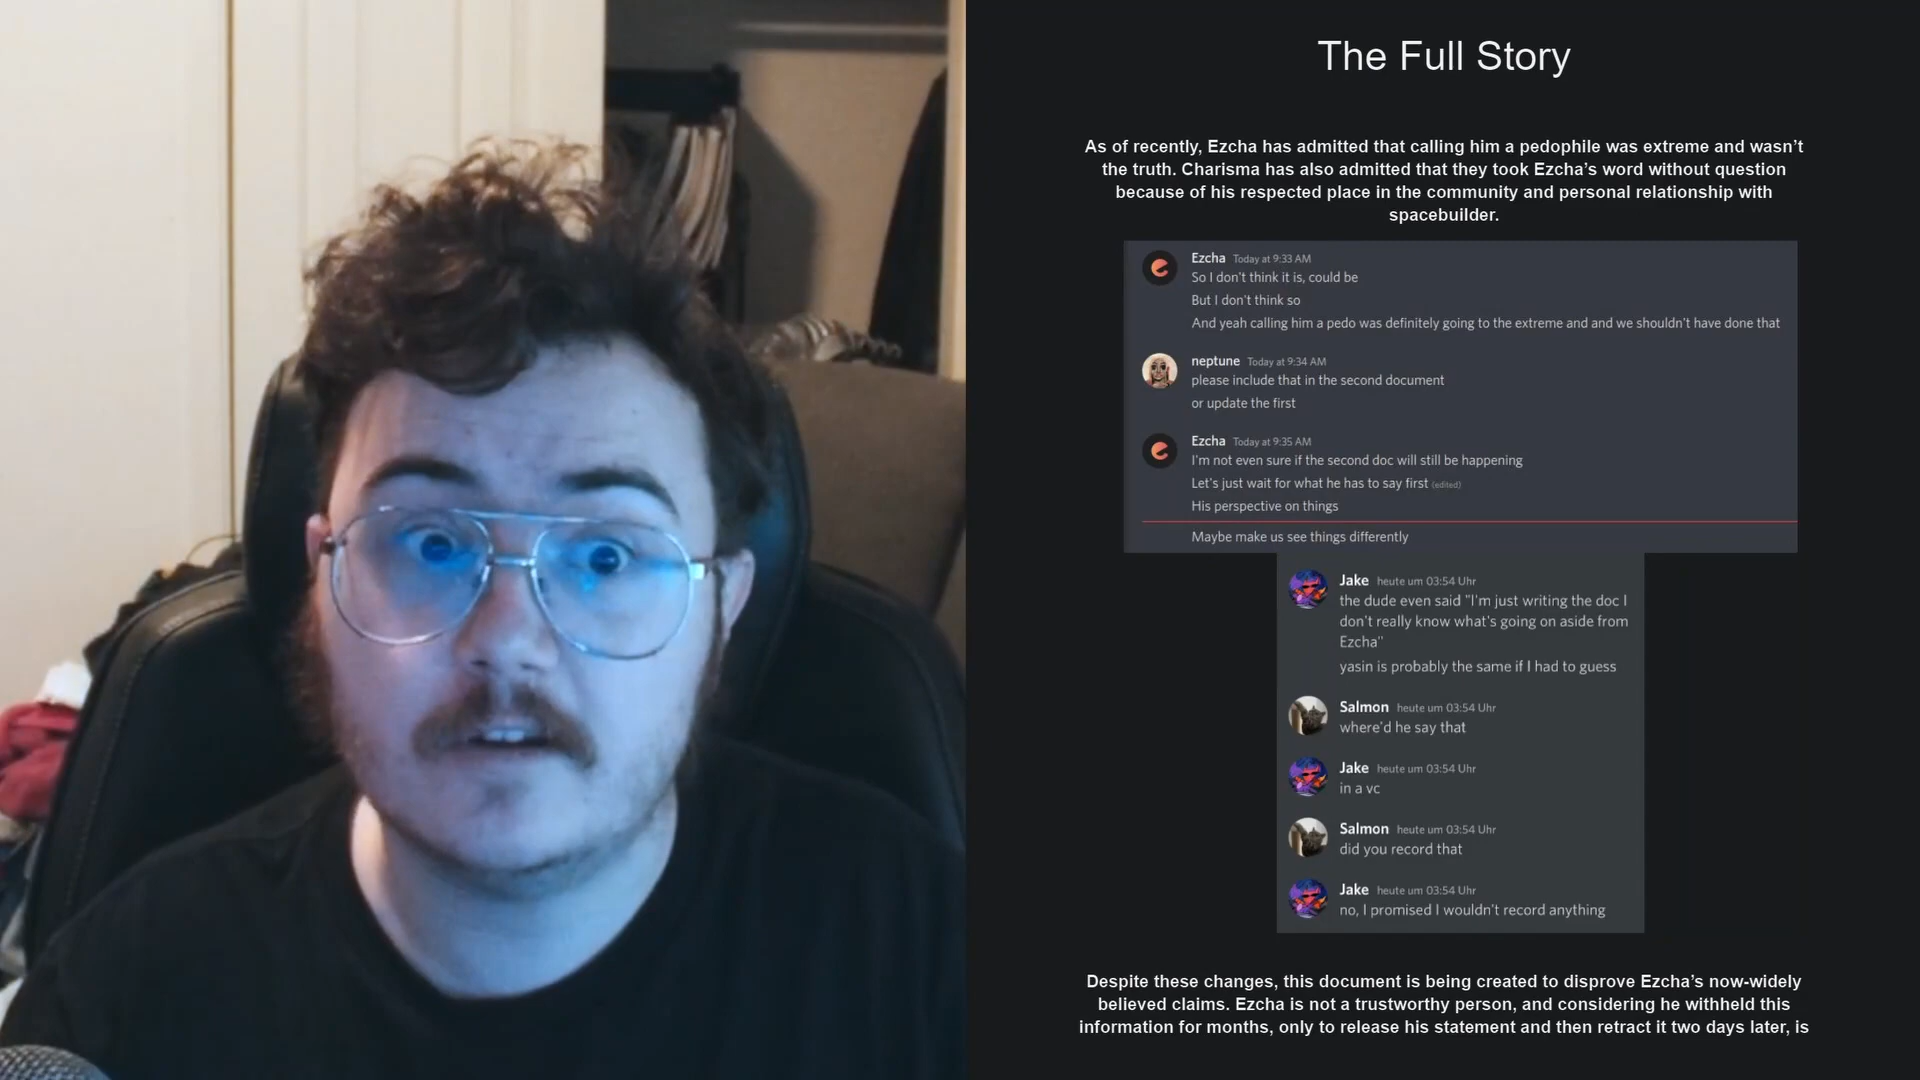 The Full Story
As of recently, Ezcha has admitted that calling him a pedophile was extreme and wasn’t
the truth. Charisma has also admitted that they took Ezcha’s word without question
because of his respected place in the community and personal relationship with
spacebuilder.
Ezcha Today at 9:33 AM
So I don't think it is, could be
But I don't think so
And yeah calling him a pedo was definitely going to the extreme and and we shouldn't have done that
neptune Today at 9:34 AM
please include that in the second document
or update the first
Ezcha Today at 9:35 AM
I'm not even sure if the second doc will still be happening
Let's just wait for what he has to say first (edited)
His perspective on things
Maybe make us see things differently
Jake heute um 03:54 Uhr
the dude even said "I'm just writing the doc I
don't really know what's going on aside from
Ezcha"
yasin is probably the same if I had to guess
Salmon heute um 03:54 Uhr
where'd he say that
Jake heute um 03:54 Uhr
in a vc
Salmon heute um 03:54 Uhr
did you record that
Jake heute um 03:54 Uhr
no, I promised I wouldn't record anything
Despite these changes, this document is being created to disprove Ezcha’s now-widely
believed claims. Ezcha is not a trustworthy person, and considering he withheld this
information for months, only to release his statement and then retract it two days later, is